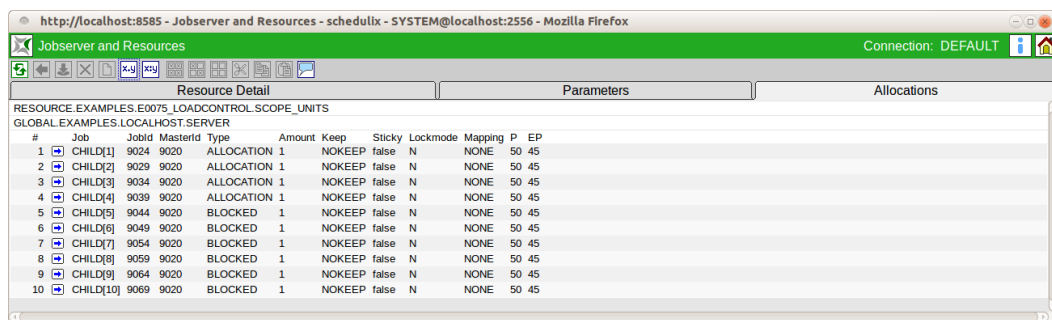 http://localhost:8585 - Jobserver and Resources - schedulix - SYSTEM@localhost:2556 - Mozilla Firefox
Jobserver and Resources Connection: DEFAULT
x.y x:y
Resource Detail Parameters Allocations
RESOURCE.EXAMPLES.E0075_LOADCONTROL.SCOPE_UNITS
GLOBAL.EXAMPLES.LOCALHOST.SERVER
# Job JobId MasterId Type Amount Keep Sticky Lockmode Mapping P EP
1 CHILD[1] 9024 9020 ALLOCATION 1 NOKEEP false N NONE 50 45
2 CHILD[2] 9029 9020 ALLOCATION 1 NOKEEP false N NONE 50 45
3 CHILD[3] 9034 9020 ALLOCATION 1 NOKEEP false N NONE 50 45
4 CHILD[4] 9039 9020 ALLOCATION 1 NOKEEP false N NONE 50 45
5 CHILD[5] 9044 9020 BLOCKED 1 NOKEEP false N NONE 50 45
6 CHILD[6] 9049 9020 BLOCKED 1 NOKEEP false N NONE 50 45
7 CHILD[7] 9054 9020 BLOCKED 1 NOKEEP false N NONE 50 45
8 CHILD[8] 9059 9020 BLOCKED 1 NOKEEP false N NONE 50 45
9 CHILD[9] 9064 9020 BLOCKED 1 NOKEEP false N NONE 50 45
10 CHILD[10] 9069 9020 BLOCKED 1 NOKEEP false N NONE 50 45